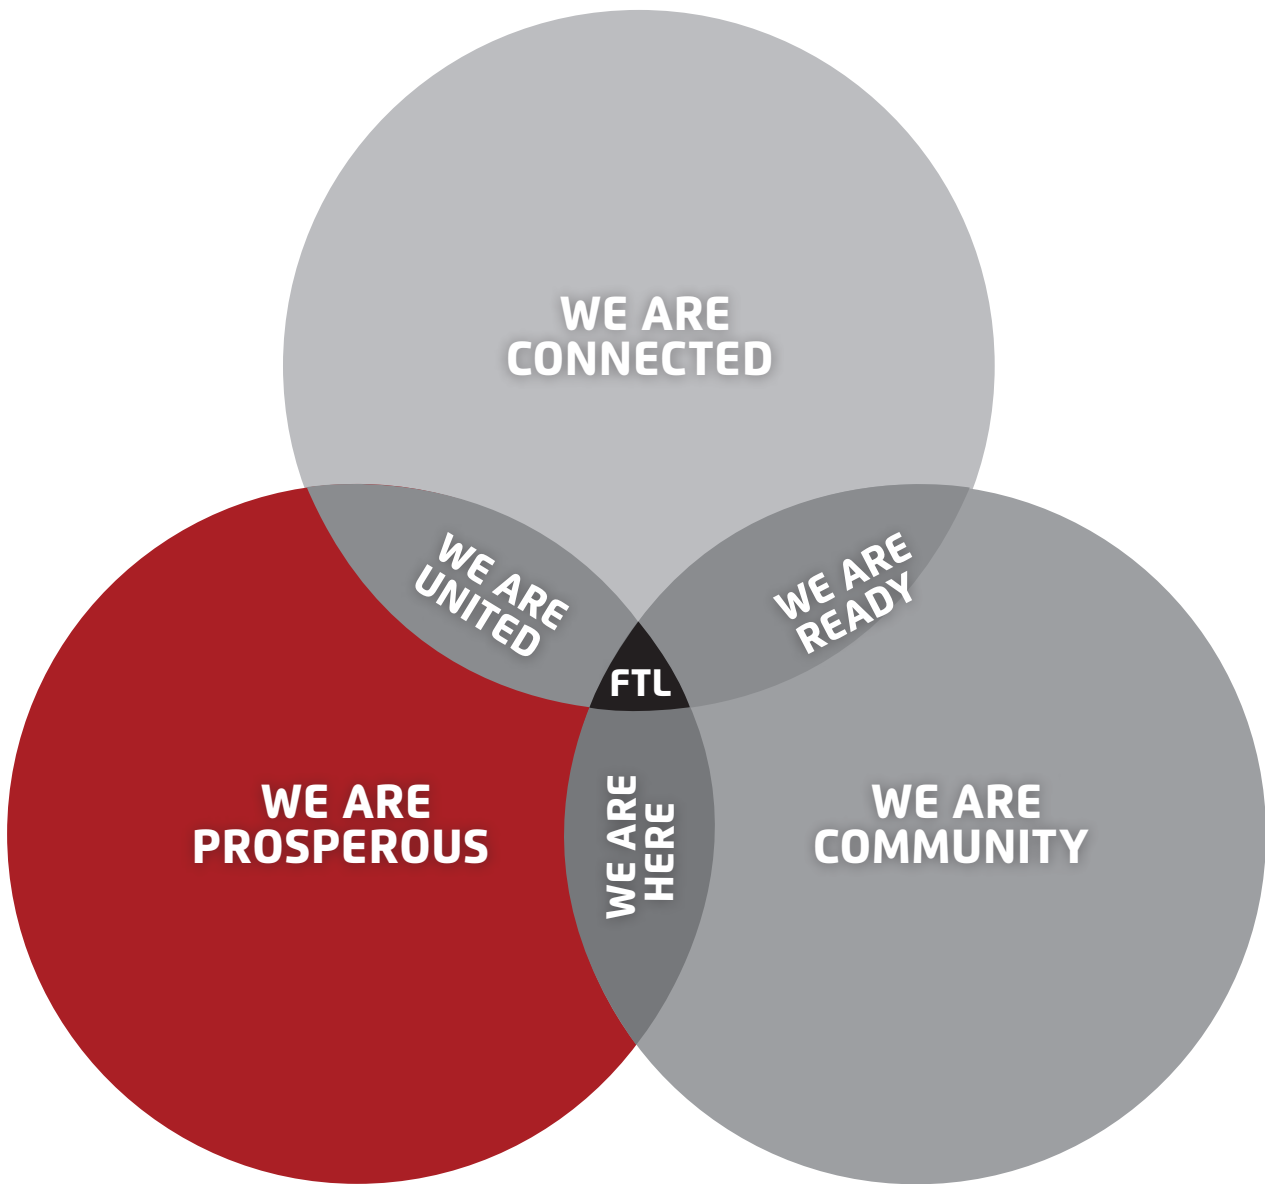 WE ARE
CONNECTED
WE ARE
UNITED
WE ARE
READY
FTL
WE ARE
PROSPEROUS
WE ARE
HERE
WE ARE
COMMUNITY